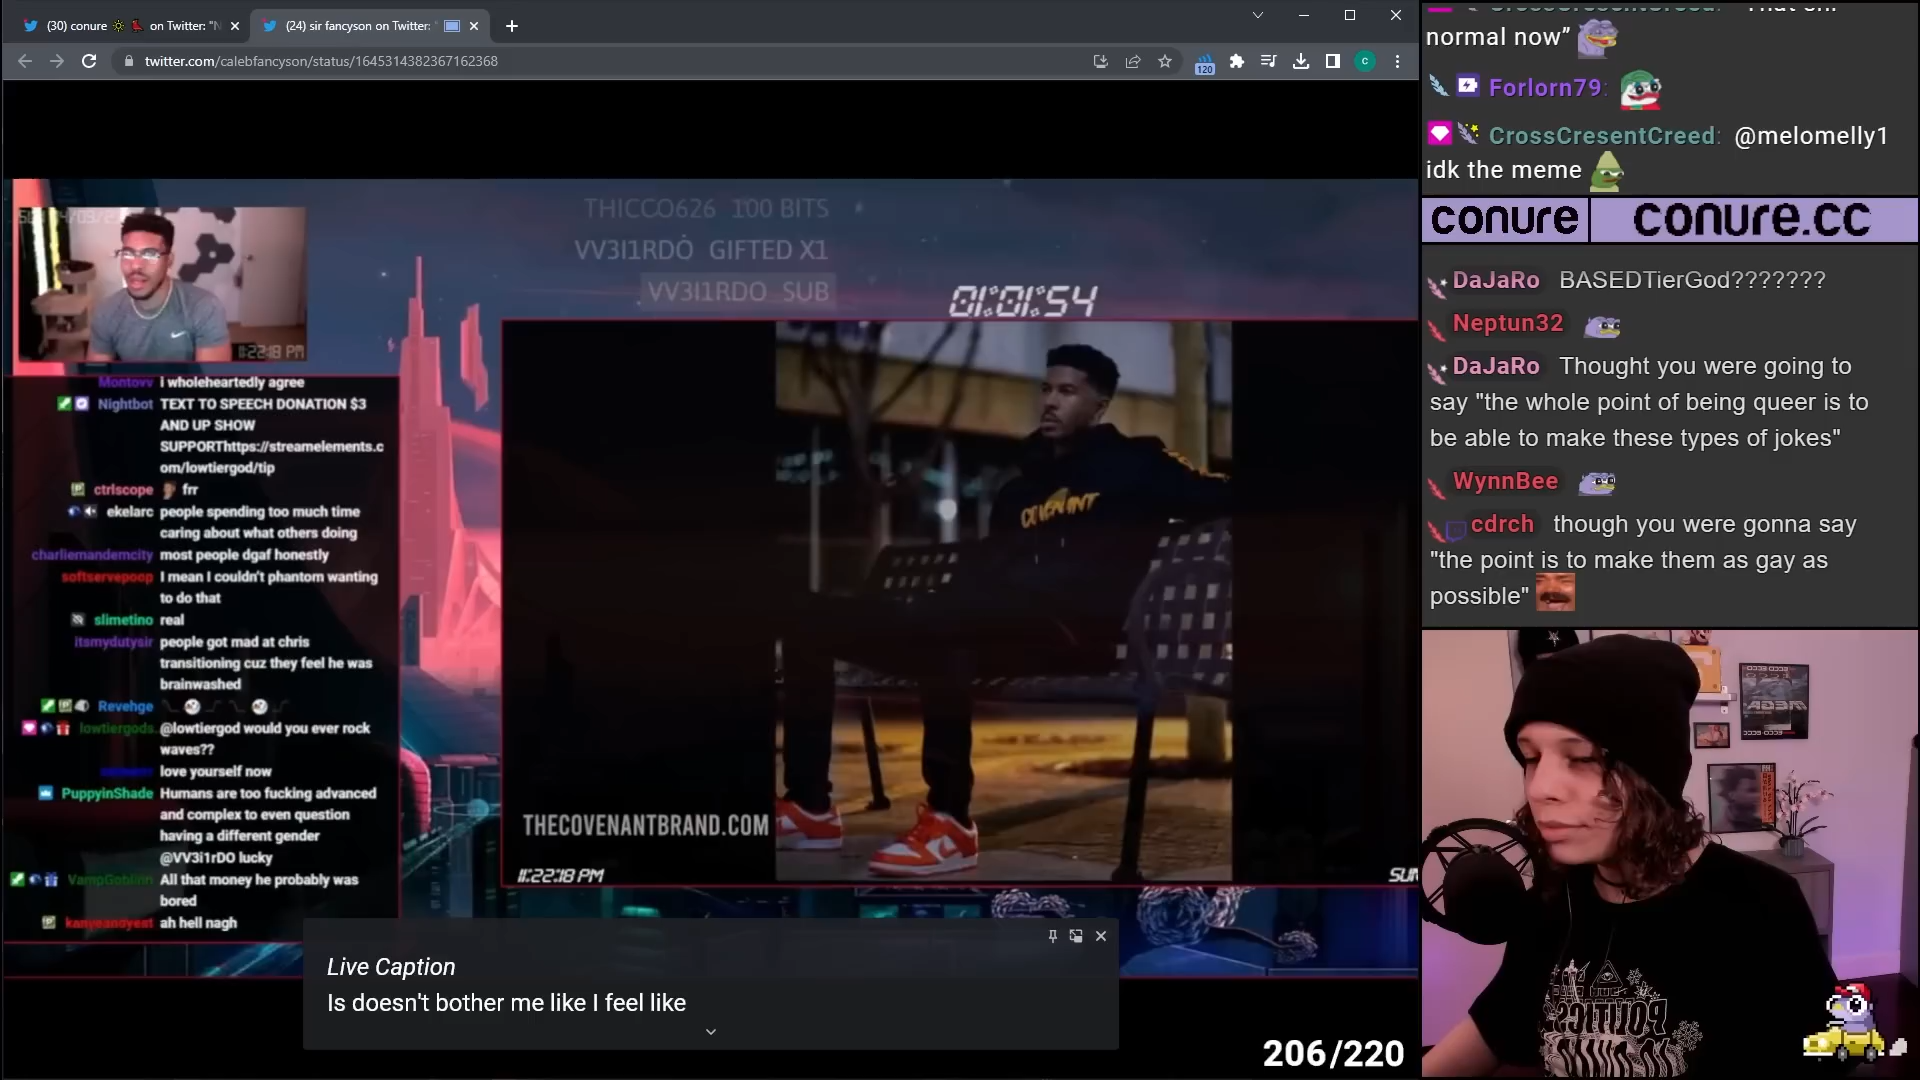 (30) conure
on Twitter: "N
(24) sir fancyson on Twitter:
twitter.com/calebfancyson/status/1645314382367162368
120
C
THICCO626 100 BITS
VV3I1RDO GIFTED X1
VV3I1RDO SUB
01:01:54
11:22:18 PM
Montovv i wholeheartedly agree
Nightbot TEXT TO SPEECH DONATION $3
AND UP SHOW
SUPPORThttps://streamelements.c
om/lowtiergod/tip
ctrlscope frr
ekelarc people spending too much time
caring about what others doing
charliemandemcity most people dgaf honestly
softservepoop I mean I couldn't phantom wanting
to do that
slimetino real
itsmydutysir people got mad at chris
transitioning cuz they feel he was
brainwashed
Revehge
lowtiergods. @lowtiergod would you ever rock
waves??
love yourself now
PuppyinShade Humans are too fucking advanced
and complex to even question
having a different gender
@VV3i1rDO lucky
VampGoblinn All that money he probably was
bored
kanyeandyeat ah hell nagh
COVENANT
THECOVENANTBRAND.COM
11:22:18 PM
SUN
Live Caption
Is doesn't bother me like I feel like
206/220
normal now”
Forlorn79:
CrossCresentCreed: @melomelly1
idk the meme
conure
conure.cc
DaJaRo BASEDTierGod???????
Neptun32
DaJaRo Thought you were going to
say "the whole point of being queer is to
be able to make these types of jokes"
WynnBee
cdrch though you were gonna say
"the point is to make them as gay as
possible"